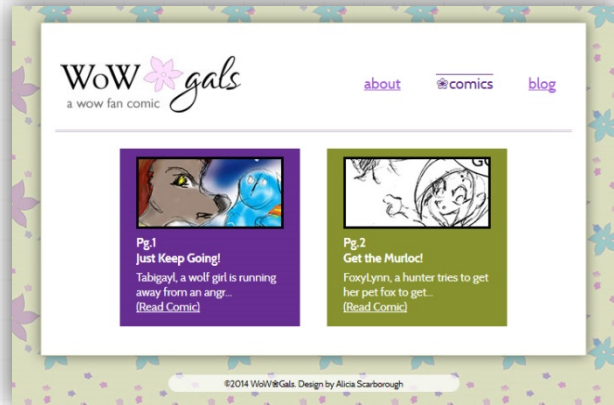 WoW gals
a wow fan comic
about
❀comics
blog
Pg.1
Just Keep Going!
Tabigayl, a wolf girl is running
away from an angr...
(Read Comic)
Pg.2
Get the Murloc!
FoxyLynn, a hunter tries to get
her pet fox to get...
(Read Comic)
©2014 WoW❀Gals. Design by Alicia Scarborough